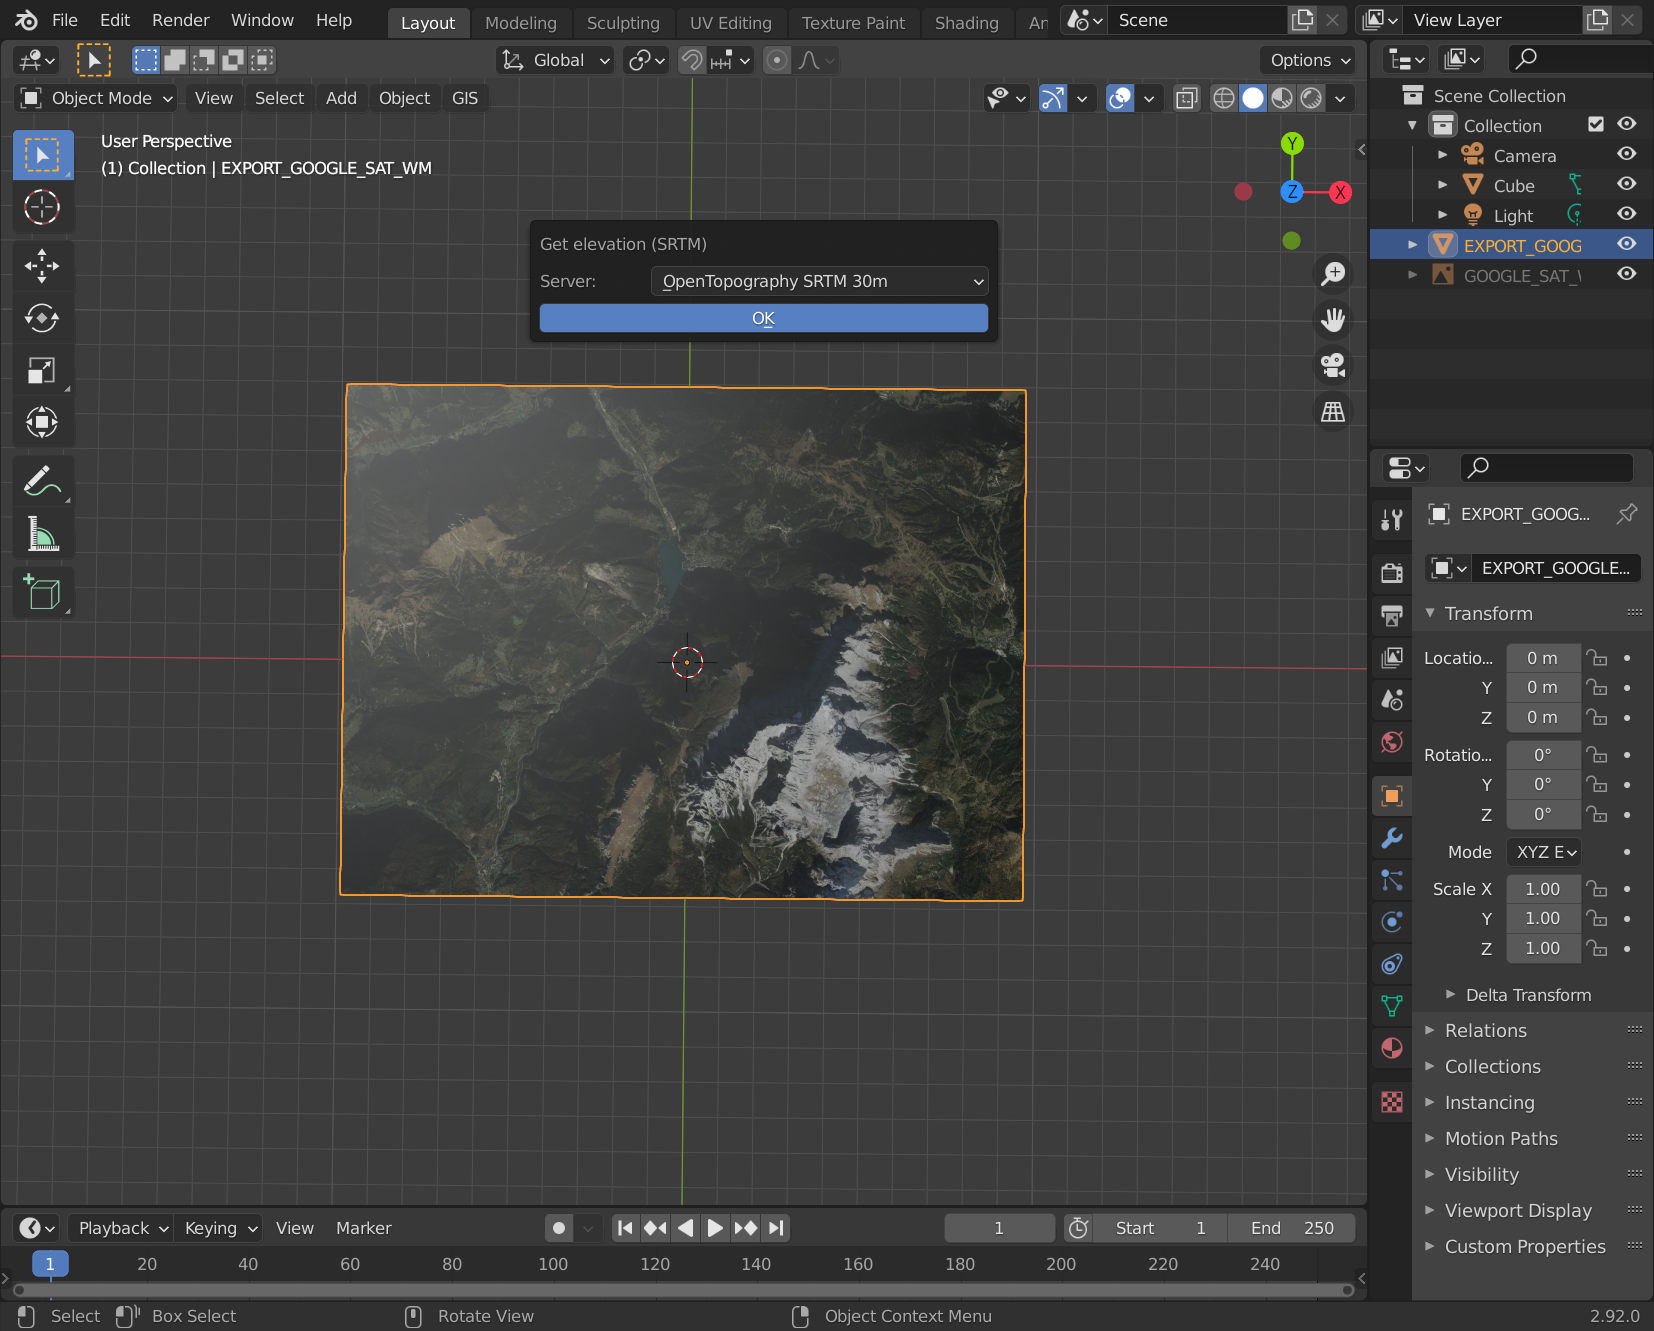 File Edit Render Window Help
Layout Modeling Sculpting UV Editing Texture Paint Shading An
Scene
View Layer
Global
Options
Object Mode View Select Add Object GIS
User Perspective
(1) Collection | EXPORT_GOOGLE_SAT_WM
Y
Z
X
Get elevation (SRTM)
Server: OpenTopography SRTM 30m
OK
Scene Collection
Collection
Camera
Cube
Light
EXPORT_GOOG
GOOGLE_SAT_
EXPORT_GOOG...
EXPORT_GOOGLE...
Transform
Locatio... 0 m
Y 0 m
Z 0 m
Rotatio... 0°
Y 0°
Z 0°
Mode XYZ E
Scale X 1.00
Y 1.00
Z 1.00
Delta Transform
Relations
Collections
Instancing
Motion Paths
Visibility
Viewport Display
Custom Properties
Playback Keying View Marker 1 Start 1 End 250
1 20 40 60 80 100 120 140 160 180 200 220 240
Select Box Select Rotate View Object Context Menu 2.92.0